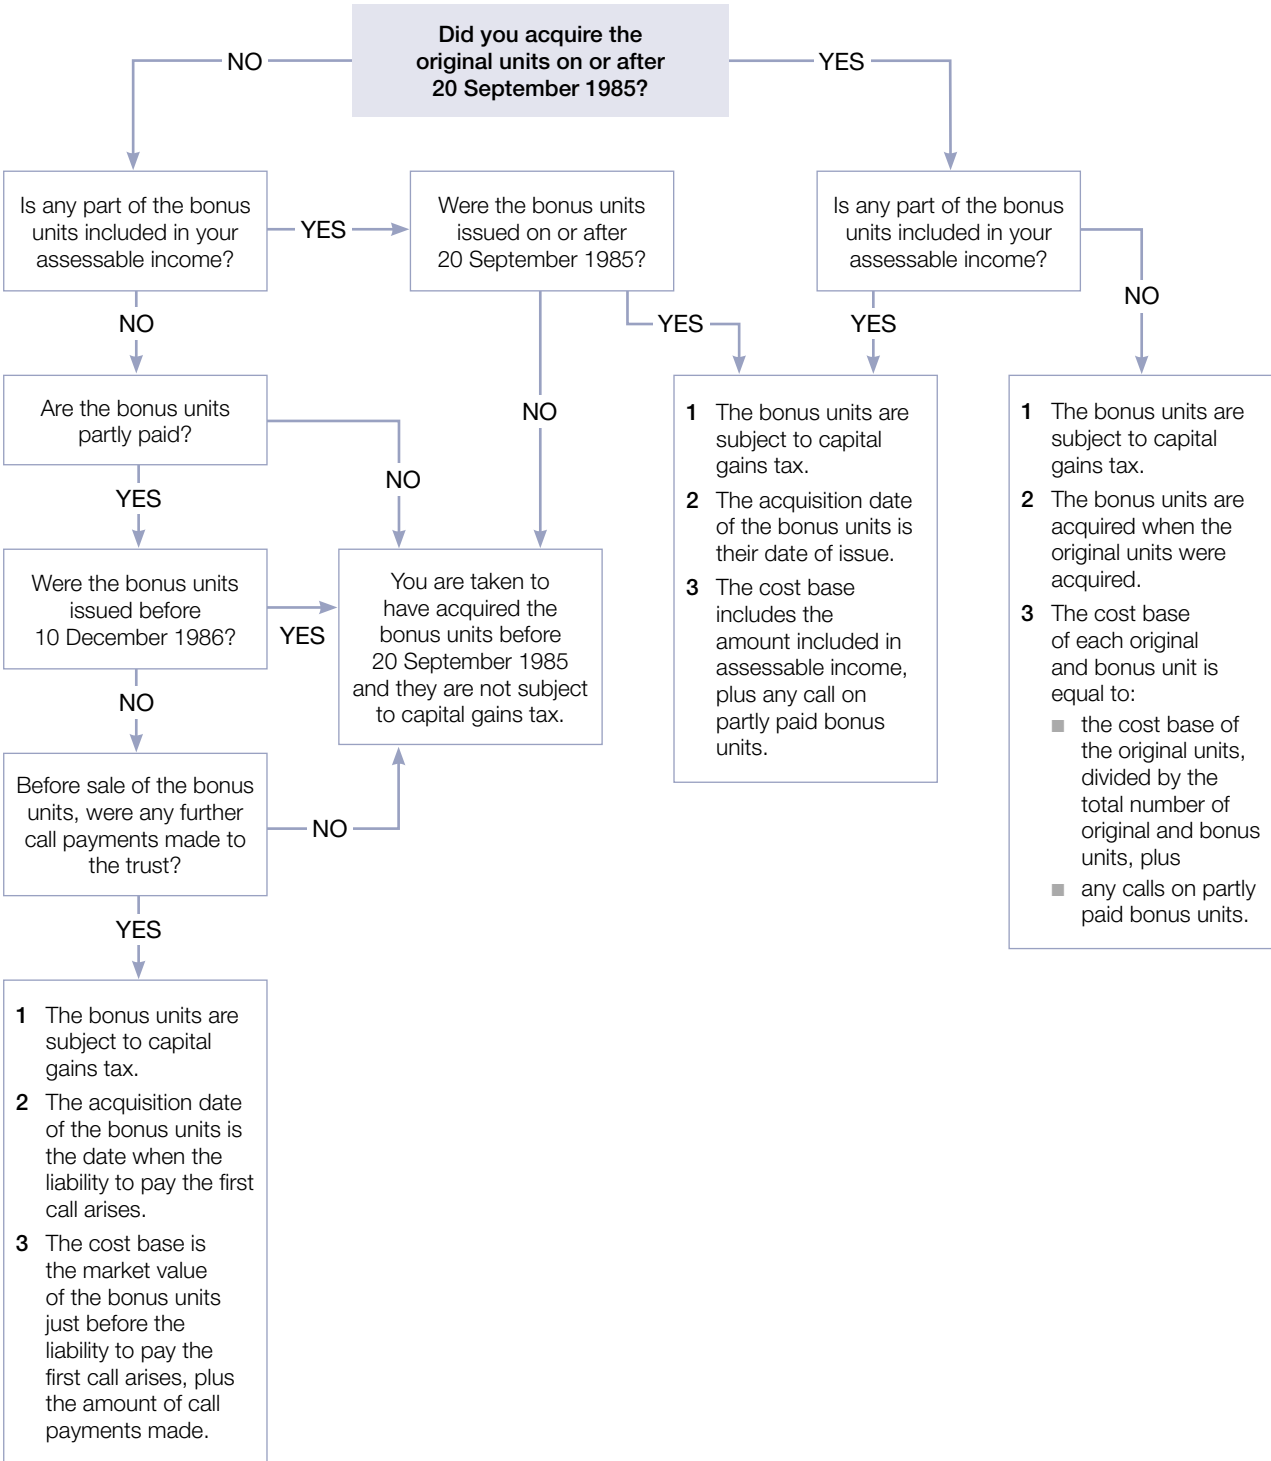 Did you acquire the
original units on or after
20 September 1985?
NO
YES
Is any part of the bonus
units included in your
assessable income?
YES
Were the bonus units
issued on or after
20 September 1985?
Is any part of the bonus
units included in your
assessable income?
NO
NO
YES
YES
Are the bonus units
partly paid?
NO
NO
YES
Were the bonus units
issued before
10 December 1986?
YES
You are taken to
have acquired the
bonus units before
20 September 1985
and they are not subject
to capital gains tax.
1 The bonus units are
subject to capital
gains tax.
2 The acquisition date
of the bonus units is
their date of issue.
3 The cost base
includes the
amount included in
assessable income,
plus any call on
partly paid bonus
units.
1 The bonus units are
subject to capital
gains tax.
2 The bonus units are
acquired when the
original units were
acquired.
3 The cost base
of each original
and bonus unit is
equal to:
■ the cost base of
the original units,
divided by the
total number of
original and bonus
units, plus
■ any calls on partly
paid bonus units.
NO
Before sale of the bonus
units, were any further
call payments made to
the trust?
NO
YES
1 The bonus units are
subject to capital
gains tax.
2 The acquisition date
of the bonus units is
the date when the
liability to pay the first
call arises.
3 The cost base is
the market value
of the bonus units
just before the
liability to pay the
first call arises, plus
the amount of call
payments made.